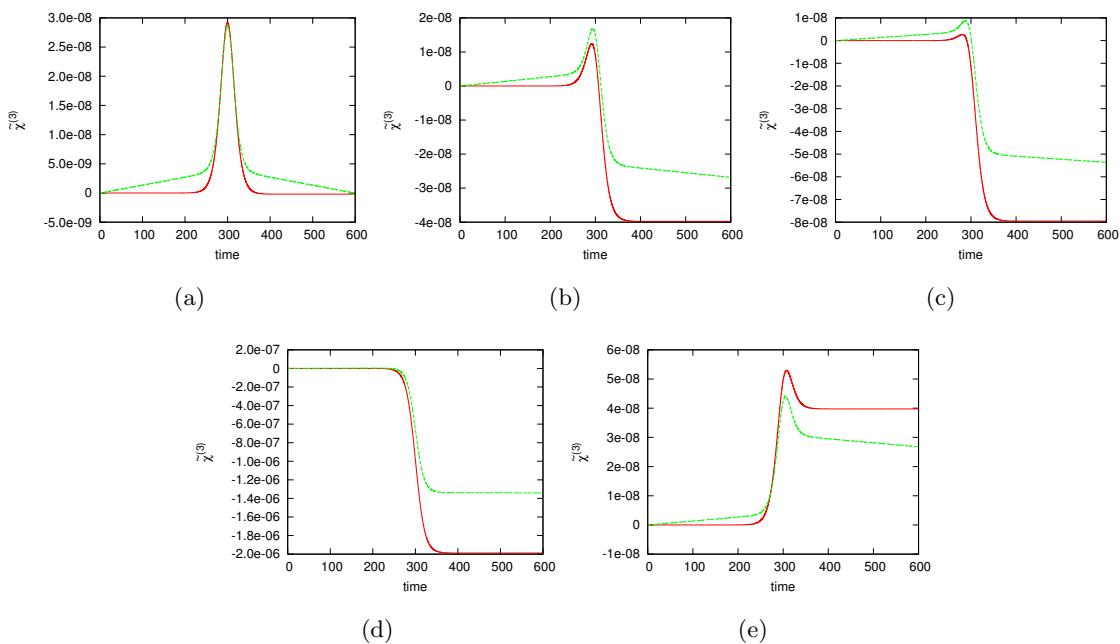 3.0e-08
2.5e-08
2.0e-08
1.5e-08
1.0e-08
5.0e-09
0
-5.0e-09
χ̃(3)
0 100 200 300 400 500 600
time
(a)
2e-08
1e-08
0
-1e-08
-2e-08
-3e-08
-4e-08
χ̃(3)
0 100 200 300 400 500 600
time
(b)
1e-08
0
-1e-08
-2e-08
-3e-08
-4e-08
-5e-08
-6e-08
-7e-08
-8e-08
χ̃(3)
0 100 200 300 400 500 600
time
(c)
2.0e-07
0
-2.0e-07
-4.0e-07
-6.0e-07
-8.0e-07
-1.0e-06
-1.2e-06
-1.4e-06
-1.6e-06
-1.8e-06
-2.0e-06
χ̃(3)
0 100 200 300 400 500 600
time
(d)
6e-08
5e-08
4e-08
3e-08
2e-08
1e-08
0
-1e-08
χ̃(3)
0 100 200 300 400 500 600
time
(e)